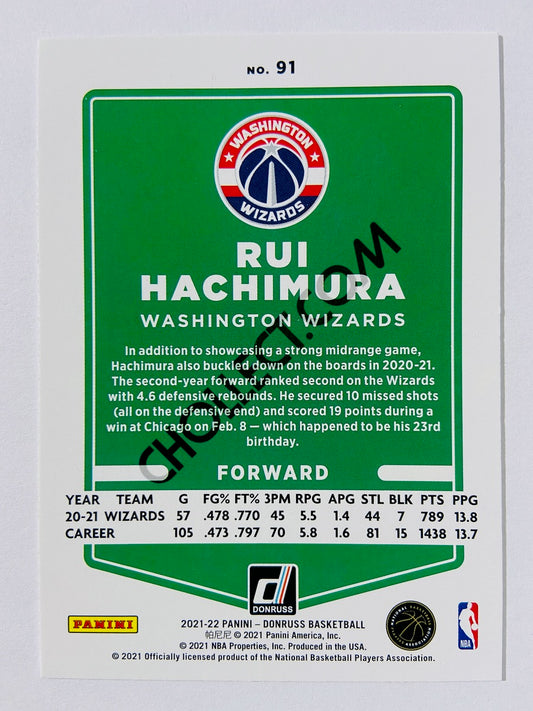 NO. 91
WASHINGTON
WIZARDS
RUI
HACHIMURA
WASHINGTON WIZARDS
In addition to showcasing a strong midrange game,
Hachimura also buckled down on the boards in 2020-21.
The second-year forward ranked second on the Wizards
with 4.6 defensive rebounds. He secured 10 missed shots
(all on the defensive end) and scored 19 points during a
win at Chicago on Feb. 8 — which happened to be his 23rd
birthday.
CHOLLECT.COM
FORWARD
YEAR TEAM G FG% FT% 3PM RPG APG STL BLK PTS PPG
20-21 WIZARDS 57 .478 .770 45 5.5 1.4 44 7 789 13.8
CAREER 105 .473 .797 70 5.8 1.6 81 15 1438 13.7
DONRUSS
PANINI
2021-22 PANINI – DONRUSS BASKETBALL
帕尼尼 © 2021 Panini America, Inc.
© 2021 NBA Properties, Inc. Produced in the USA.
© 2021 Officially licensed product of the National Basketball Players Association.
NBA